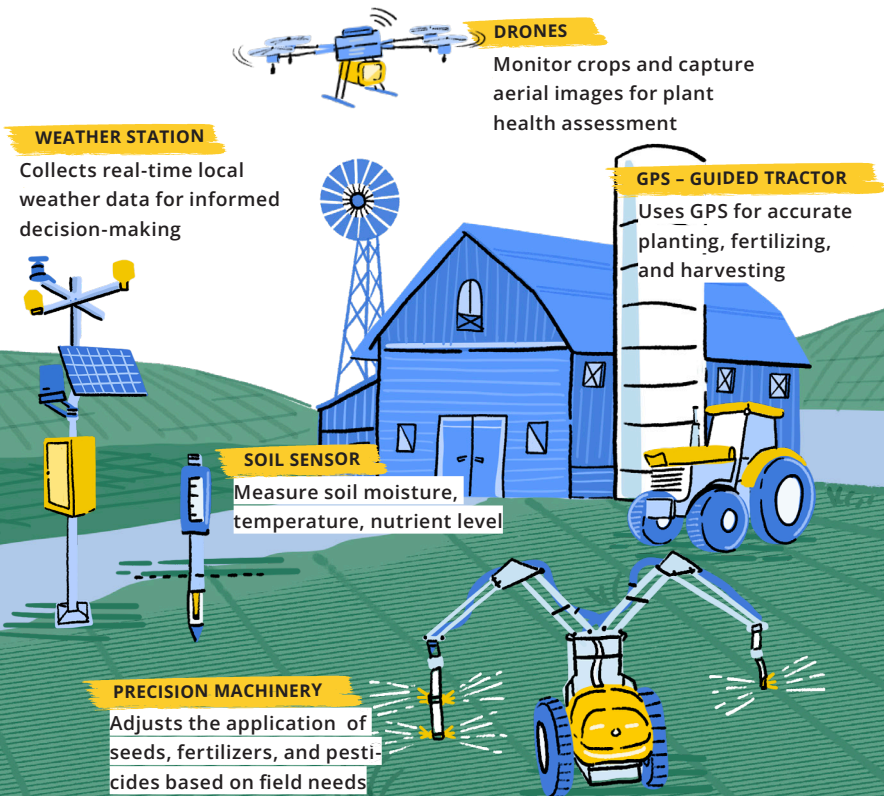 DRONES
Monitor crops and capture
aerial images for plant
health assessment
WEATHER STATION
Collects real-time local
weather data for informed
decision-making
GPS – GUIDED TRACTOR
Uses GPS for accurate
planting, fertilizing,
and harvesting
SOIL SENSOR
Measure soil moisture,
temperature, nutrient level
PRECISION MACHINERY
Adjusts the application of
seeds, fertilizers, and pesti-
cides based on field needs